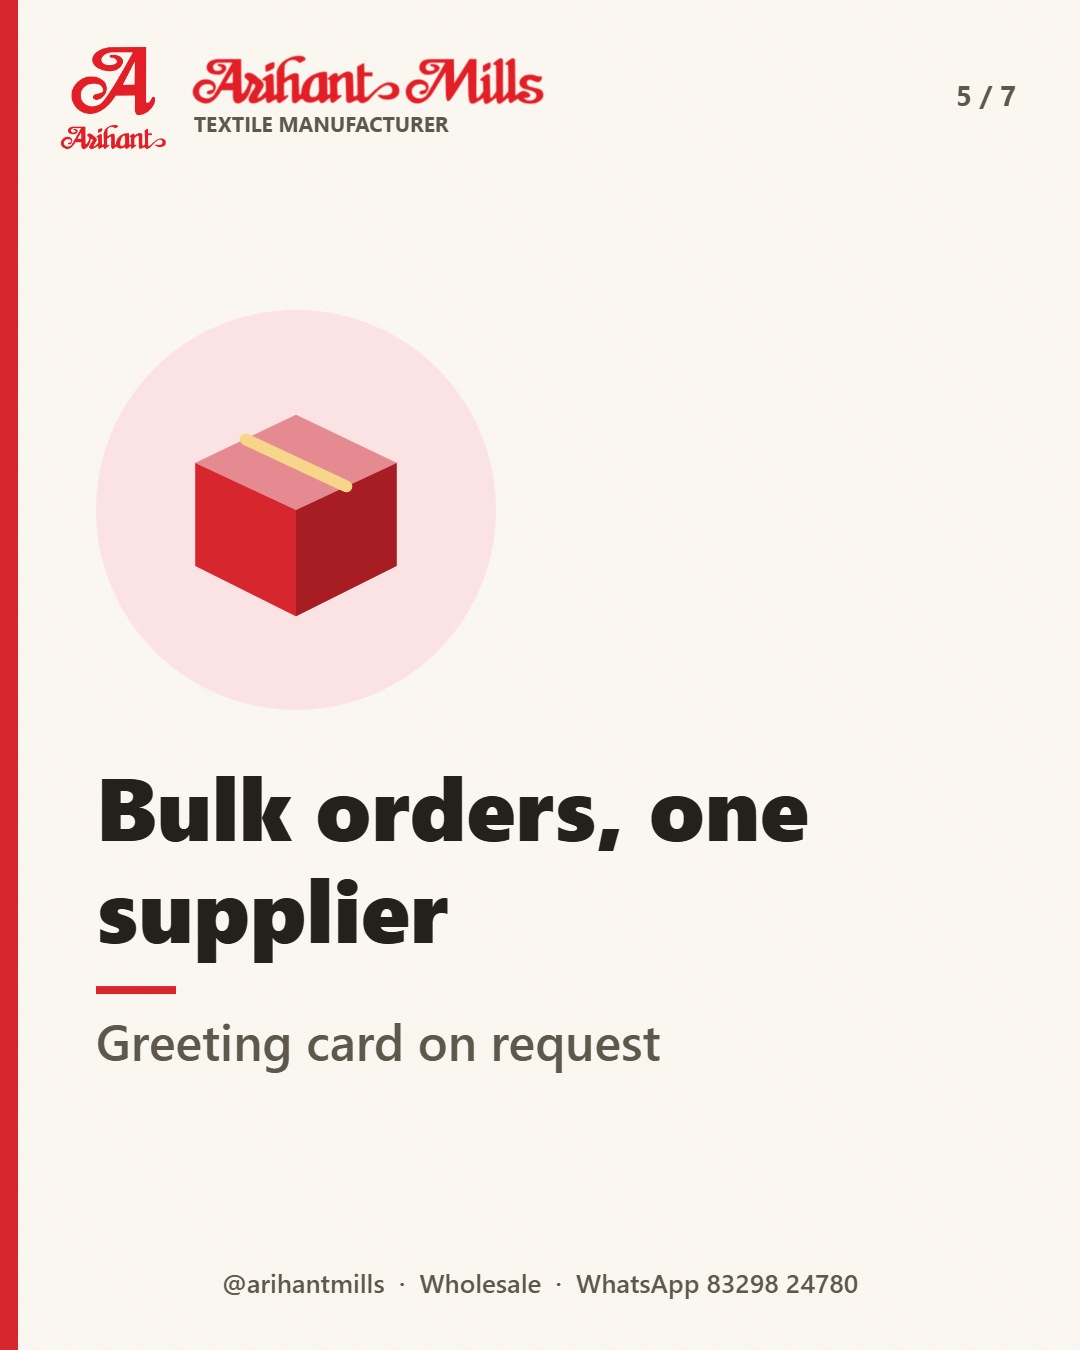 A
Arihant
Arihant Mills
TEXTILE MANUFACTURER
5 / 7
Bulk orders, one
supplier
Greeting card on request
@arihantmills · Wholesale · WhatsApp 83298 24780